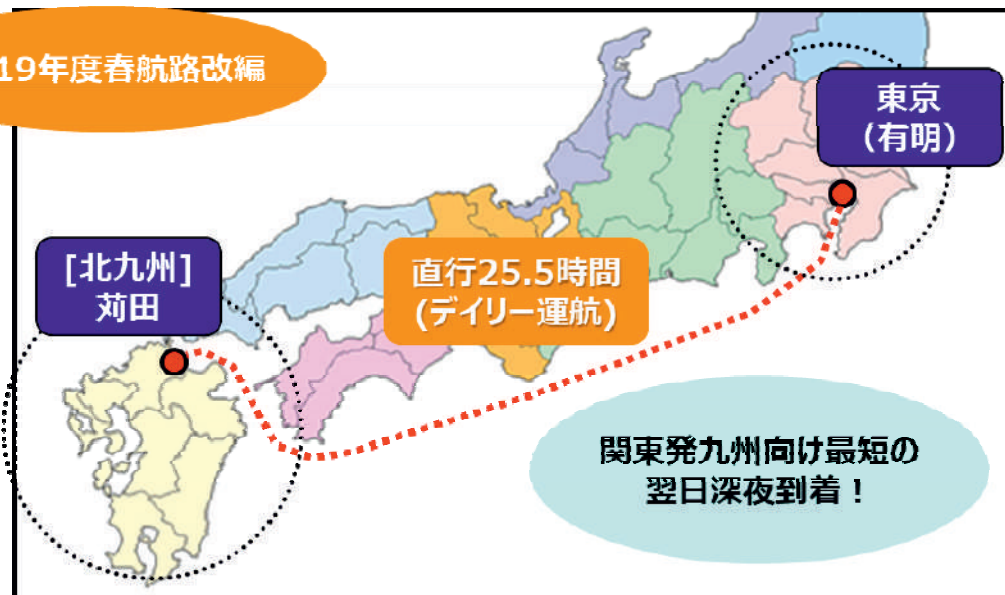 19年度春航路改編
東京
(有明)
[北九州]
苅田
直行25.5時間
(デイリー運航)
関東発九州向け最短の
翌日深夜到着！